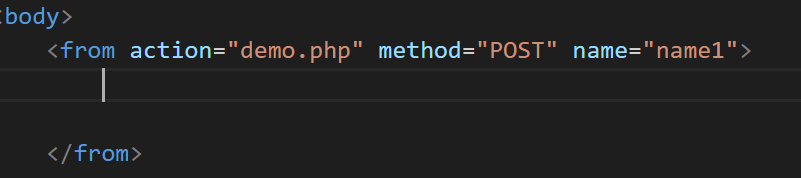 <body>
<from action="demo.php" method="POST" name="name1">
</from>